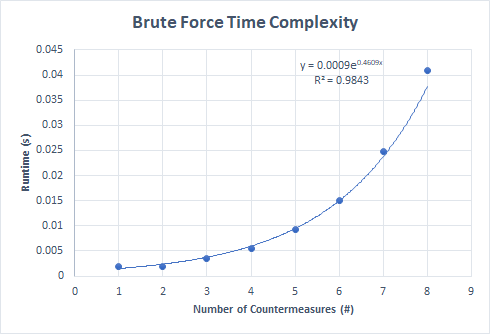 Brute Force Time Complexity
y = 0.0009e^0.4609x
R² = 0.9843
0.045
0.04
0.035
0.03
0.025
0.02
0.015
0.01
0.005
0
Runtime (s)
0 1 2 3 4 5 6 7 8 9
Number of Countermeasures (#)